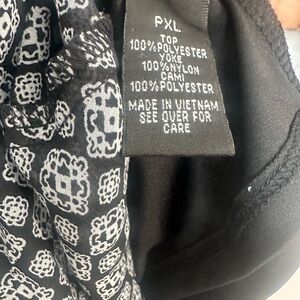 PXL
TOP
100%POLYESTER
YOKE
100%NYLON
CAMI
100%POLYESTER
MADE IN VIETNAM
SEE OVER FOR
CARE